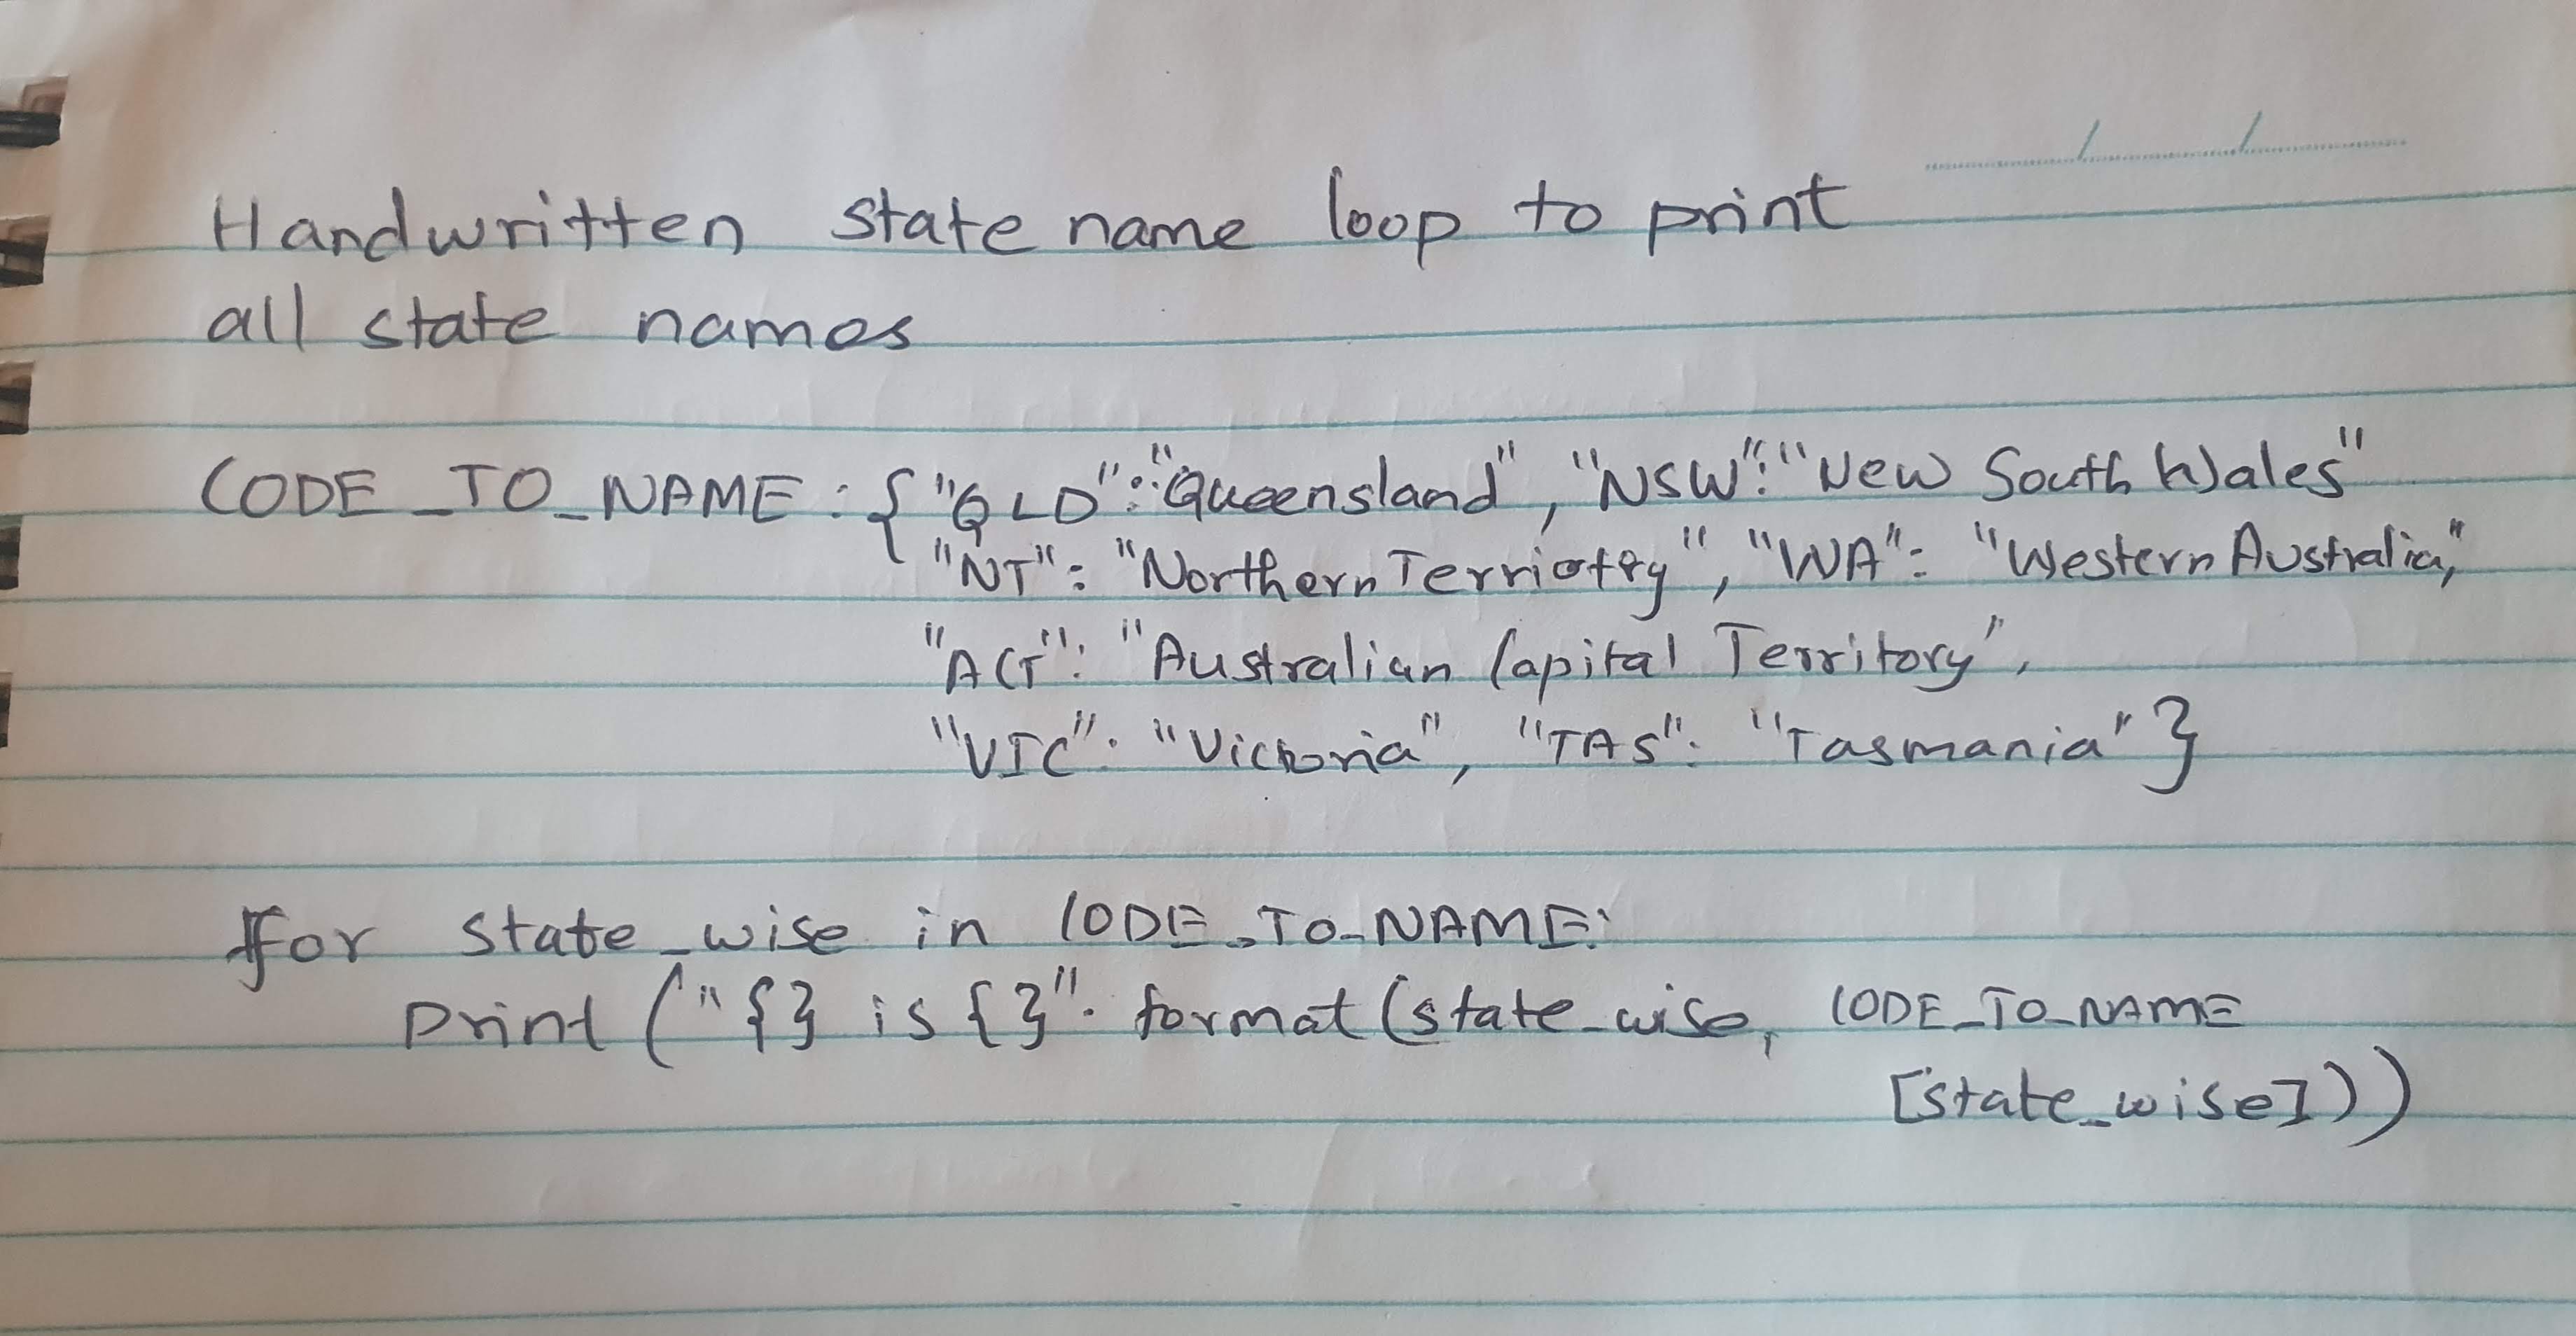 Handwritten state name loop to print
all state names
CODE_TO_NAME : {"QLD":"Queensland", "NSW":"New South Wales"
"NT": "Northern Terriotry", "WA": "Western Australia",
"ACT": "Australian Capital Territory",
"VIC": "Victoria", "TAS": "Tasmania"}
for state_wise in CODE_TO_NAME:
print ("{} is {}". format (state_wise, CODE_TO_NAME
[state_wise]))